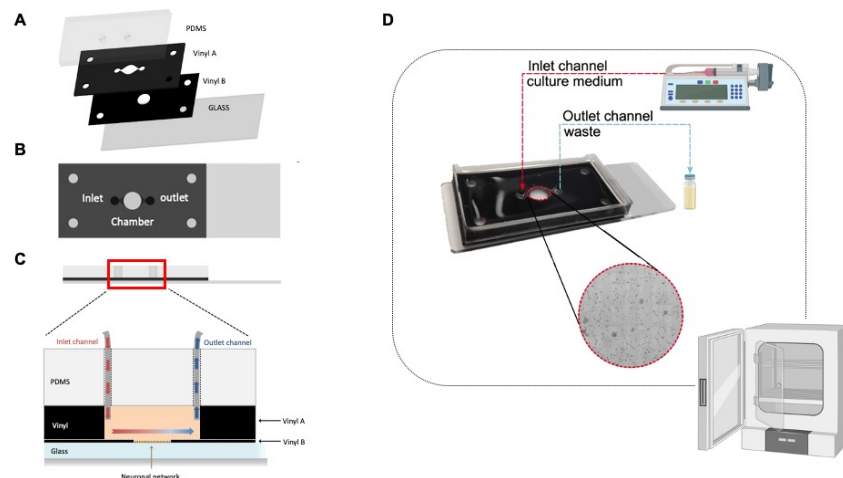 A
PDMS
Vinyl A
Vinyl B
GLASS
B
Inlet
outlet
Chamber
C
Inlet channel
Outlet channel
PDMS
Vinyl
Vinyl A
Vinyl B
Glass
Neuronal network
D
Inlet channel
culture medium
Outlet channel
waste